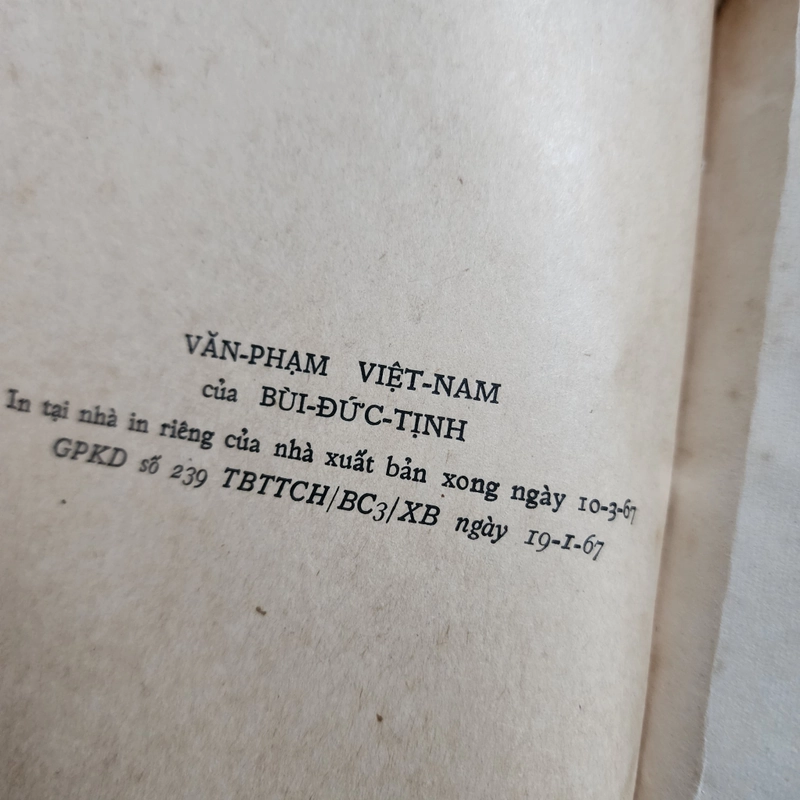 VĂN-PHẠM VIỆT-NAM
của BÙI-ĐỨC-TỊNH
In tại nhà in riêng của nhà xuất bản xong ngày 10-3-67
GPKD số 239 TBTTCH/BC3/XB ngày 19-1-67